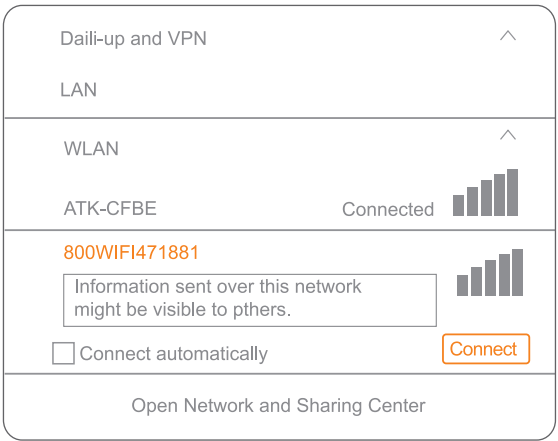 Daili-up and VPN
LAN
WLAN
ATK-CFBE Connected
800WIFI471881
Information sent over this network
might be visible to pthers.
Connect automatically Connect
Open Network and Sharing Center